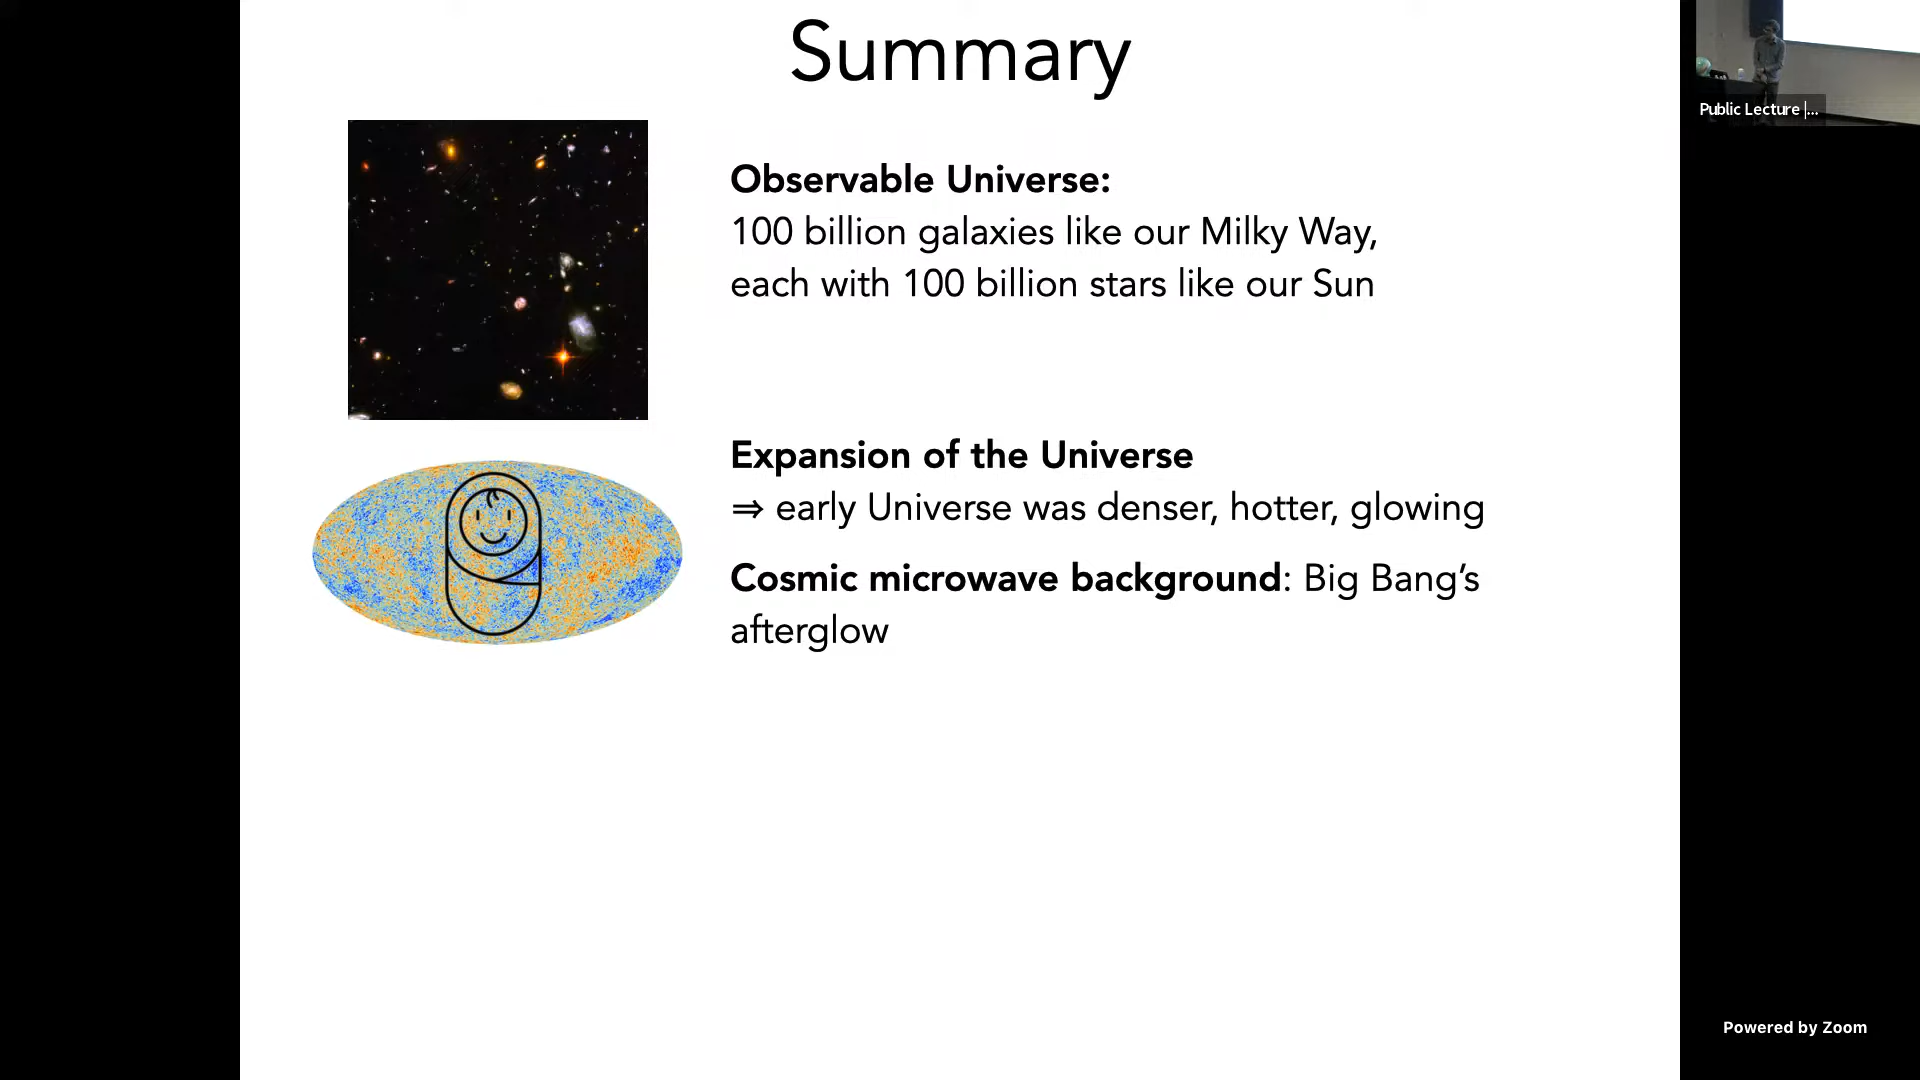 Summary
Observable Universe:
100 billion galaxies like our Milky Way,
each with 100 billion stars like our Sun
Expansion of the Universe
⇒ early Universe was denser, hotter, glowing
Cosmic microwave background: Big Bang’s
afterglow
Public Lecture |...
Powered by Zoom